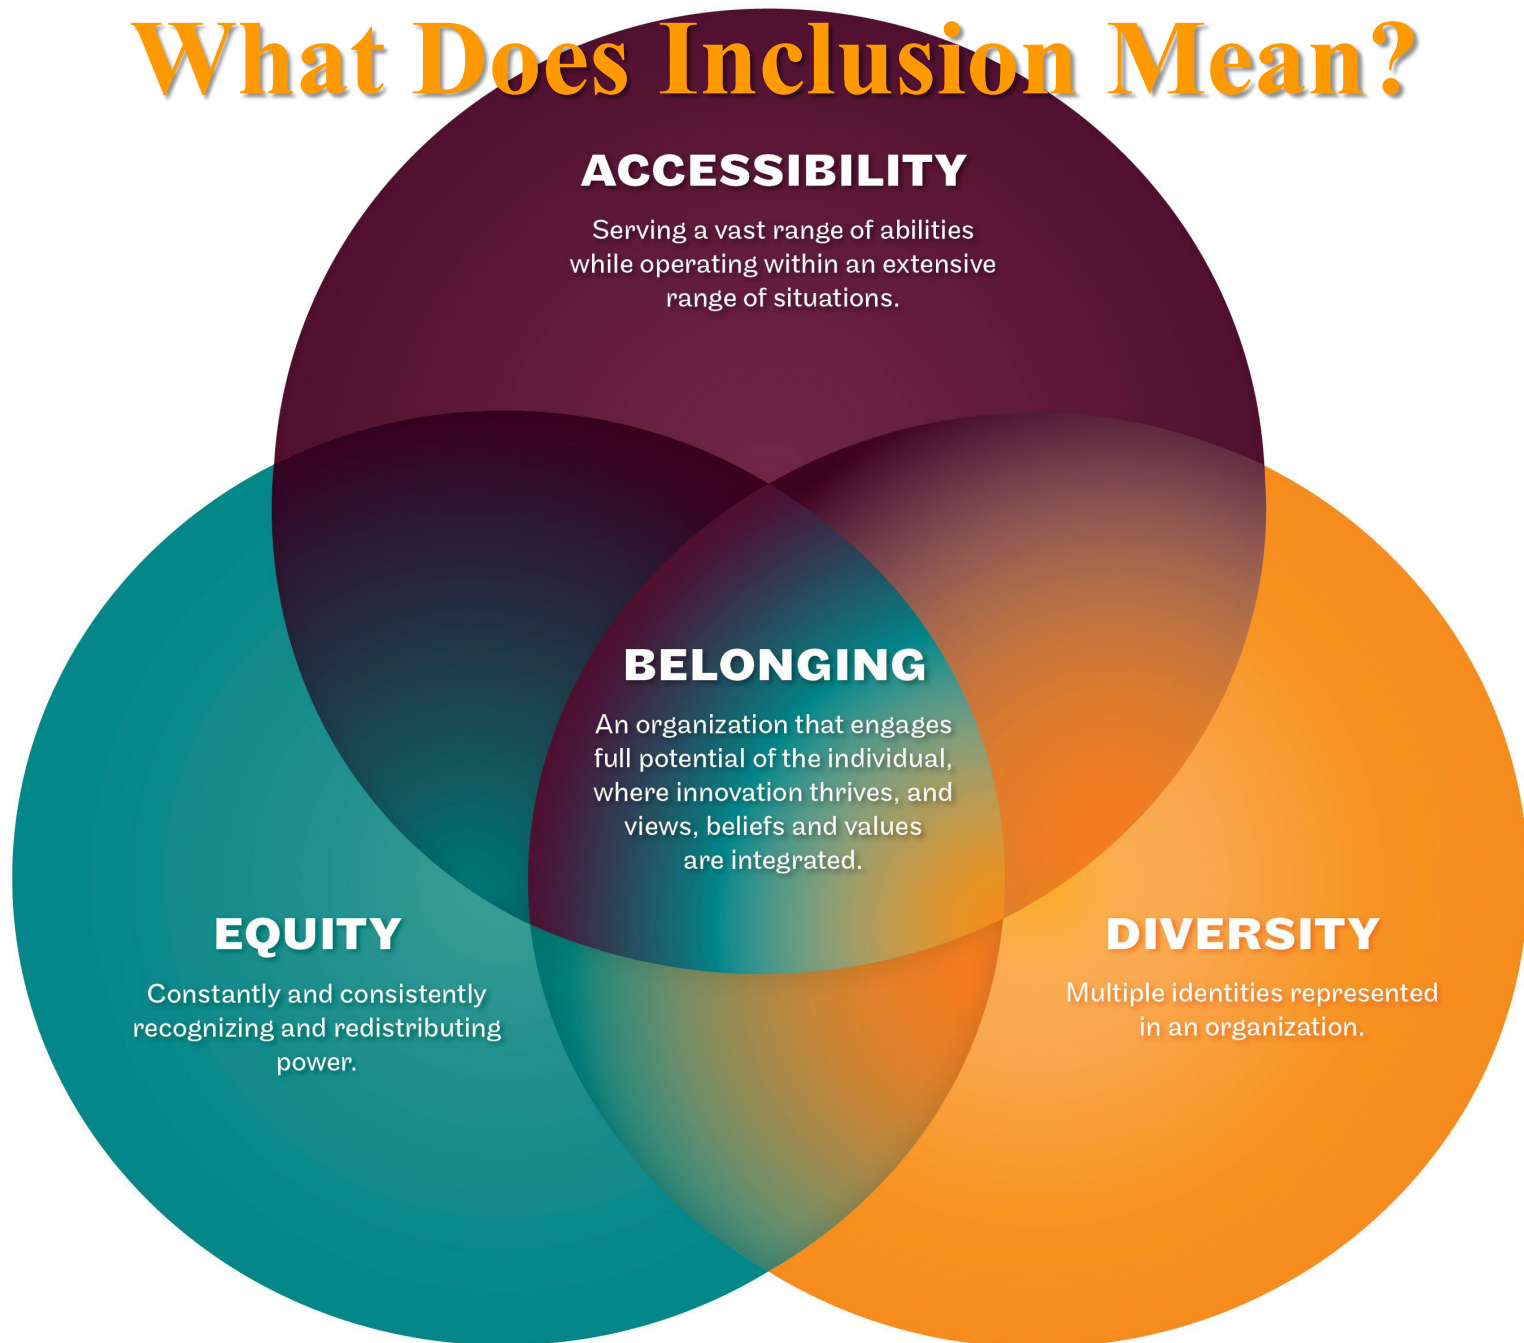 What Does Inclusion Mean?
ACCESSIBILITY
Serving a vast range of abilities
while operating within an extensive
range of situations.
BELONGING
An organization that engages
full potential of the individual,
where innovation thrives, and
views, beliefs and values
are integrated.
EQUITY
Constantly and consistently
recognizing and redistributing
power.
DIVERSITY
Multiple identities represented
in an organization.